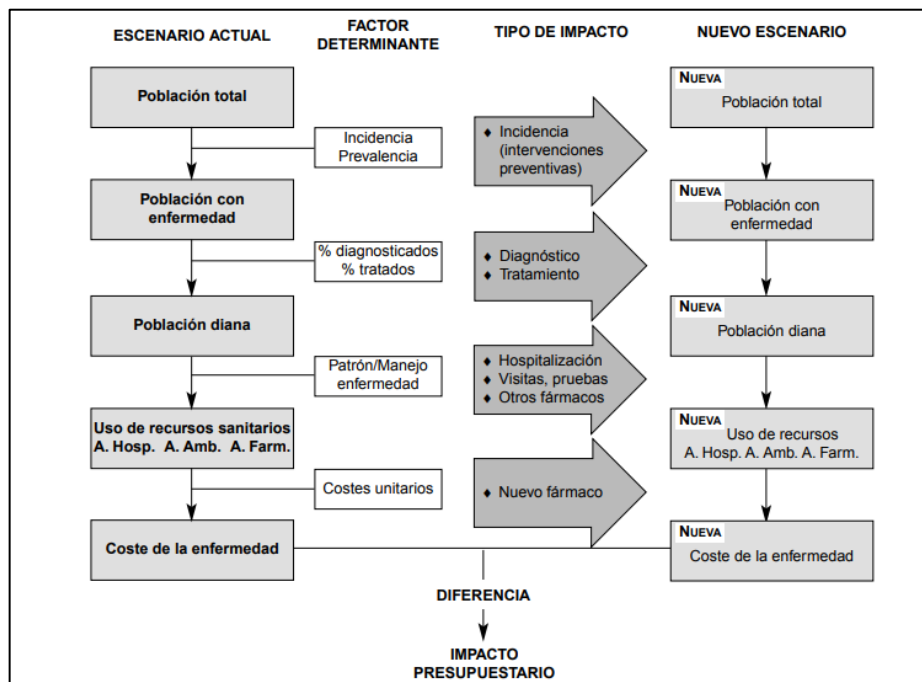 ESCENARIO ACTUAL
FACTOR
DETERMINANTE
TIPO DE IMPACTO
NUEVO ESCENARIO
Población total
Incidencia
Prevalencia
♦ Incidencia
(intervenciones
preventivas)
NUEVA
Población total
Población con
enfermedad
NUEVA
Población con
enfermedad
% diagnosticados
% tratados
♦ Diagnóstico
♦ Tratamiento
Población diana
NUEVA
Población diana
Patrón/Manejo
enfermedad
♦ Hospitalización
♦ Visitas, pruebas
♦ Otros fármacos
Uso de recursos sanitarios
A. Hosp. A. Amb. A. Farm.
NUEVA
Uso de recursos
A. Hosp. A. Amb. A. Farm.
Costes unitarios
♦ Nuevo fármaco
Coste de la enfermedad
NUEVA
Coste de la enfermedad
DIFERENCIA
IMPACTO
PRESUPUESTARIO